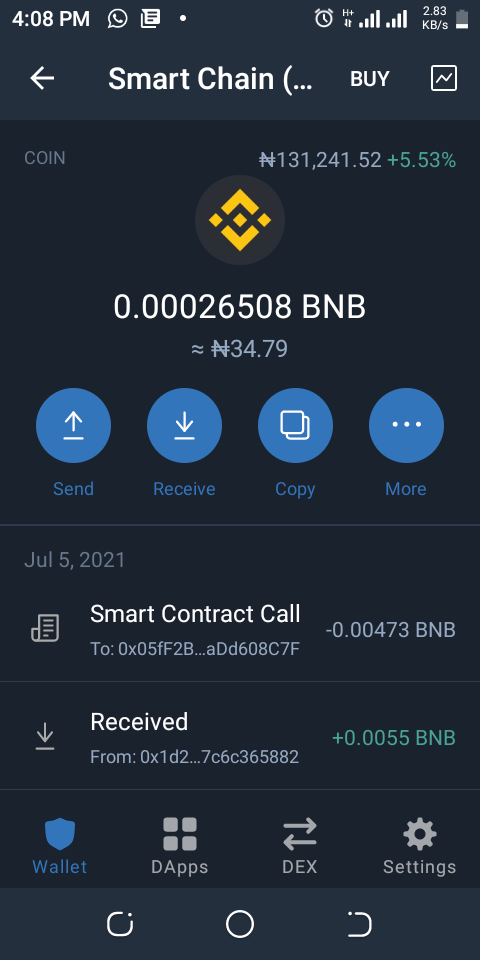 4:08 PM
H+
2.83
KB/s
Smart Chain (...
BUY
COIN
₦131,241.52 +5.53%
0.00026508 BNB
≈ ₦34.79
Send
Receive
Copy
More
Jul 5, 2021
Smart Contract Call
-0.00473 BNB
To: 0x05fF2B...aDd608C7F
Received
+0.0055 BNB
From: 0x1d2...7c6c365882
Wallet
DApps
DEX
Settings